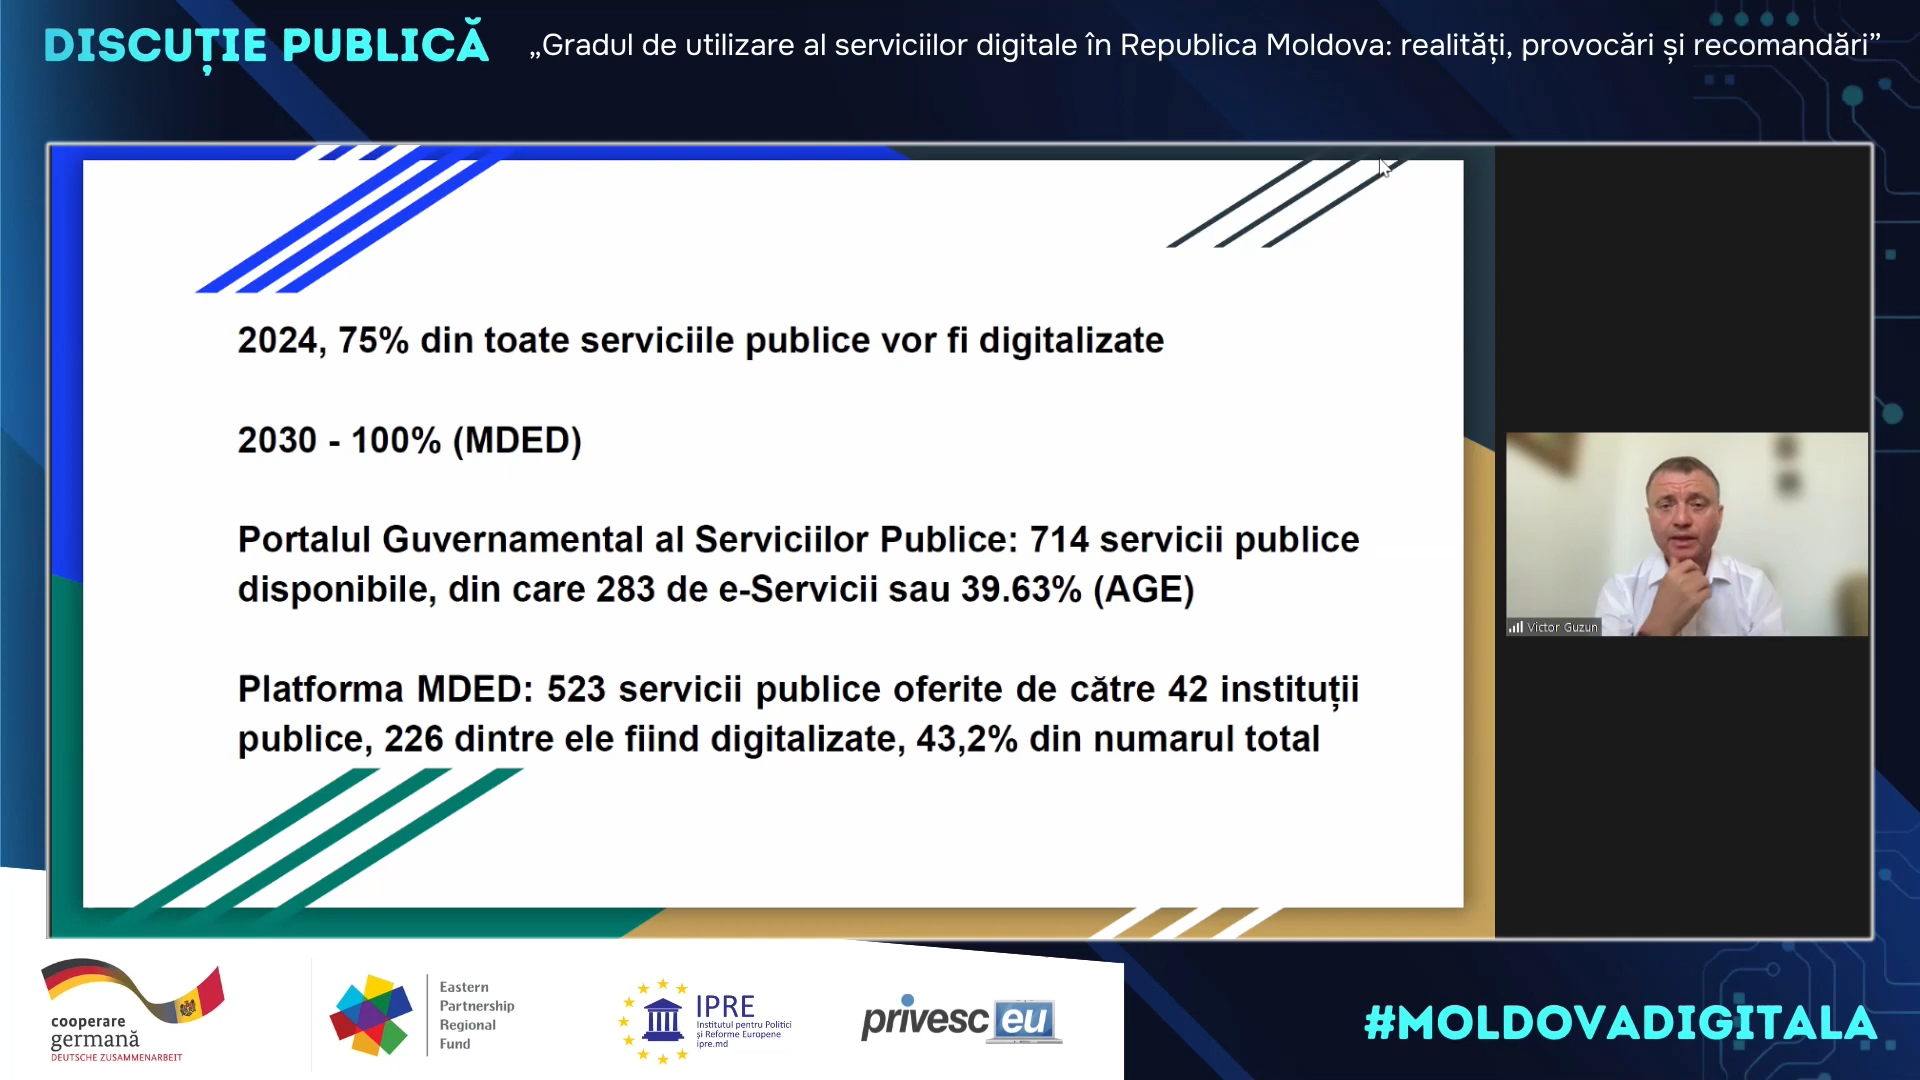 DISCUȚIE PUBLICĂ
„Gradul de utilizare al serviciilor digitale în Republica Moldova: realități, provocări și recomandări”
2024, 75% din toate serviciile publice vor fi digitalizate
2030 - 100% (MDED)
Portalul Guvernamental al Serviciilor Publice: 714 servicii publice
disponibile, din care 283 de e-Servicii sau 39.63% (AGE)
Platforma MDED: 523 servicii publice oferite de către 42 instituții
publice, 226 dintre ele fiind digitalizate, 43,2% din numarul total
Victor Guzun
cooperare
germană
DEUTSCHE ZUSAMMENARBEIT
Eastern
Partnership
Regional
Fund
IPRE
Institutul pentru Politici
și Reforme Europene
ipre.md
privesc eu
#MOLDOVADIGITALA